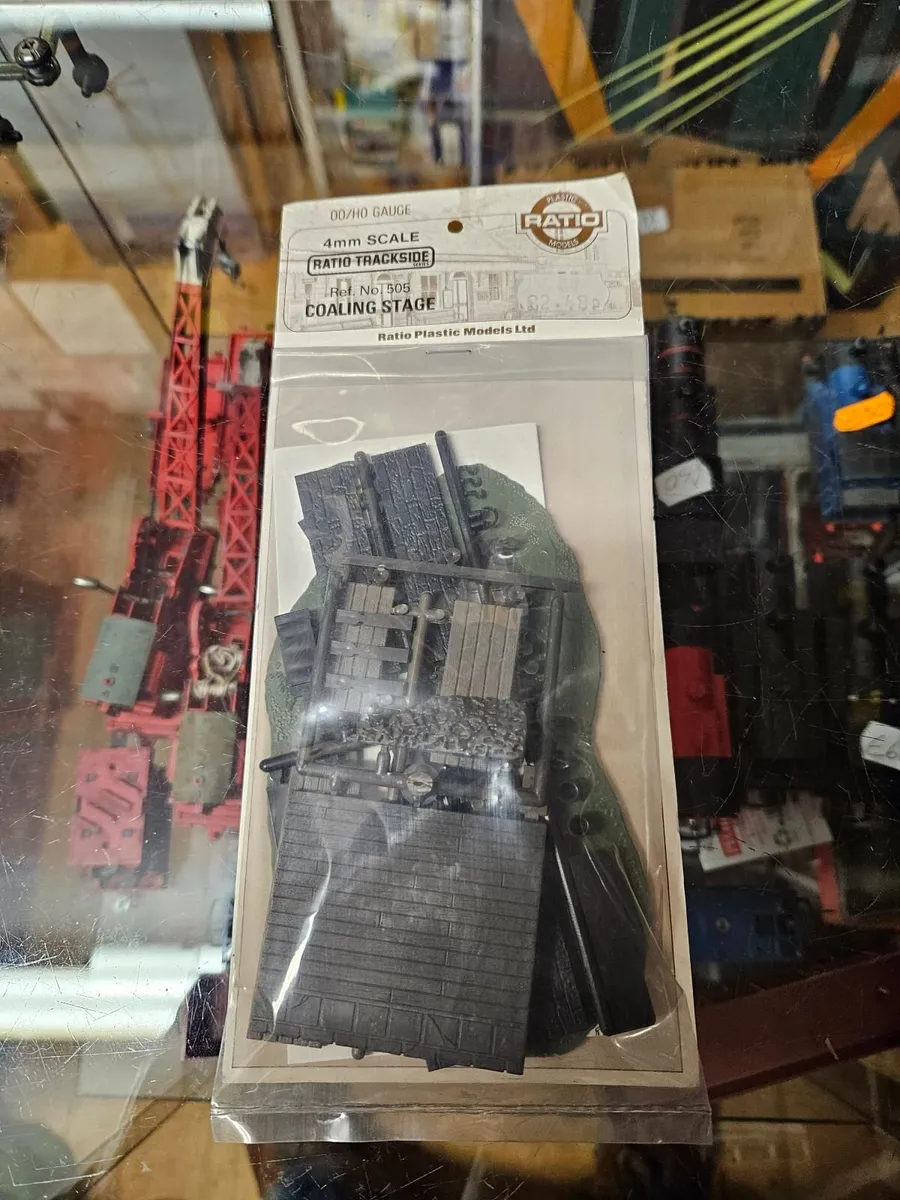 OO/HO GAUGE
4mm SCALE
RATIO TRACKSIDE
SERIES
Ref. No. 505
COALING STAGE
PLASTIC
RATIO
MODELS
Ratio Plastic Models Ltd